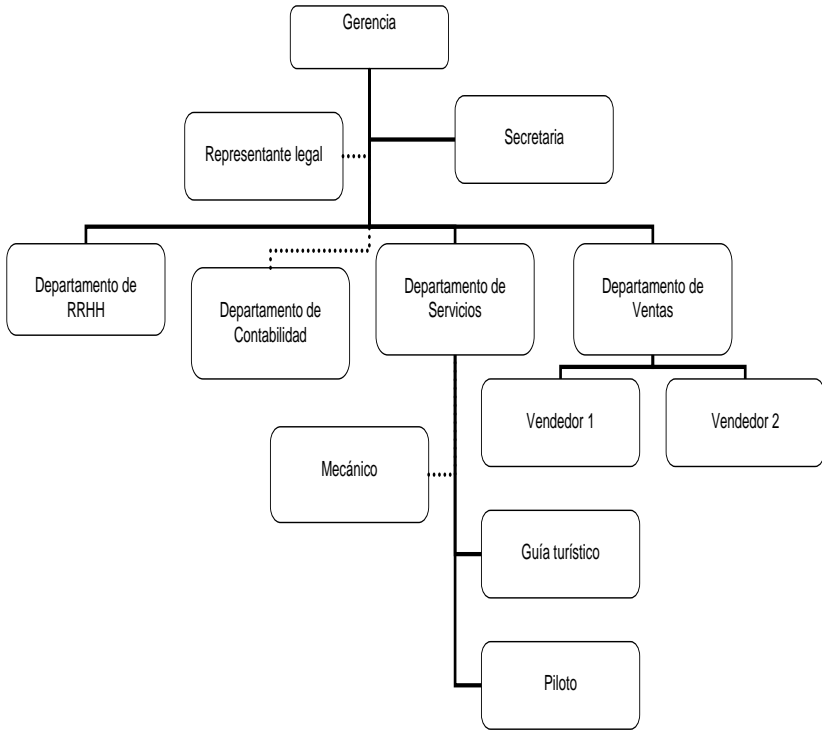 Gerencia
Representante legal
Secretaria
Departamento de
RRHH
Departamento de
Contabilidad
Departamento de
Servicios
Departamento de
Ventas
Vendedor 1
Vendedor 2
Mecánico
Guía turístico
Piloto